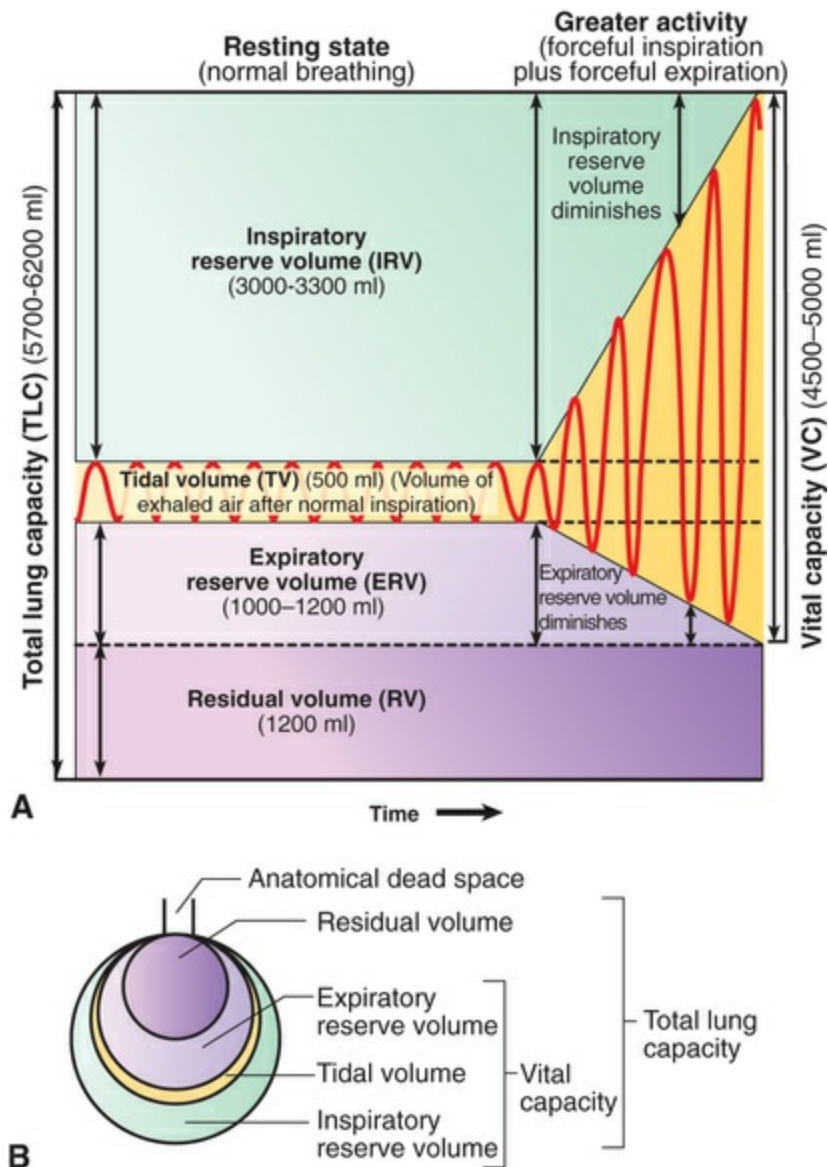 Resting state
(normal breathing)
Greater activity
(forceful inspiration
plus forceful expiration)
Total lung capacity (TLC) (5700-6200 ml)
Inspiratory
reserve volume (IRV)
(3000-3300 ml)
Inspiratory
reserve
volume
diminishes
Tidal volume (TV) (500 ml) (Volume of
exhaled air after normal inspiration)
Expiratory
reserve volume (ERV)
(1000–1200 ml)
Expiratory
reserve volume
diminishes
Residual volume (RV)
(1200 ml)
Vital capacity (VC) (4500–5000 ml)
A
Time
Anatomical dead space
Residual volume
Expiratory
reserve volume
Tidal volume
Inspiratory
reserve volume
Vital
capacity
Total lung
capacity
B